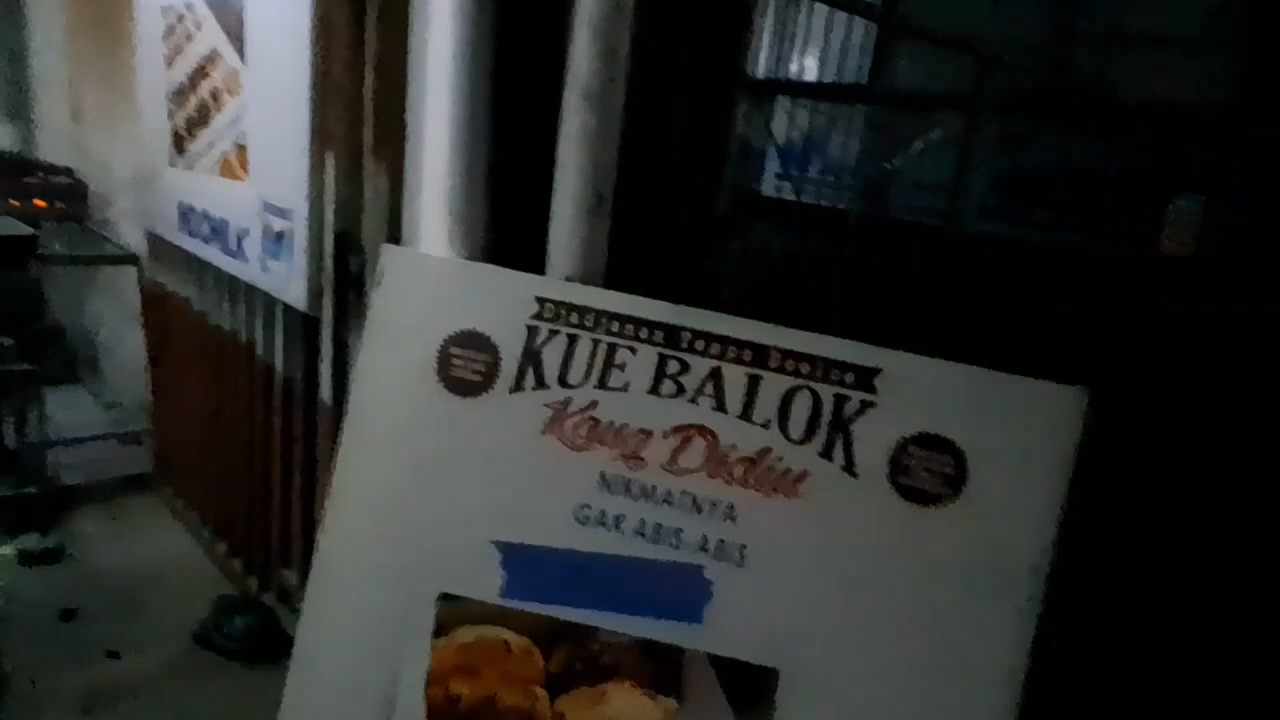 Djadjanan Tempo Doeloe
KUE BALOK
Kang Didin
NIKMATNYA
GAK ABIS-ABIS